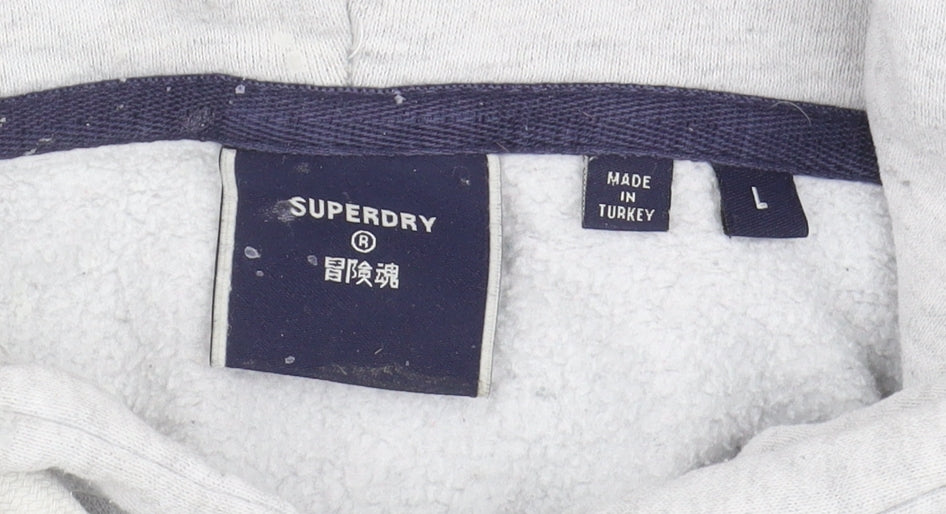 SUPERDRY
®
冒険魂
MADE
IN
TURKEY
L